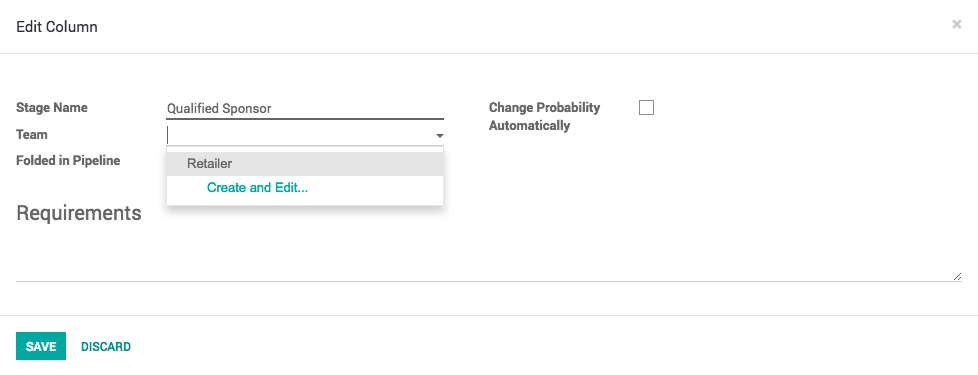 Edit Column
×
Stage Name
Qualified Sponsor
Change Probability
Automatically
Team
Retailer
Folded in Pipeline
Create and Edit...
Requirements
SAVE DISCARD